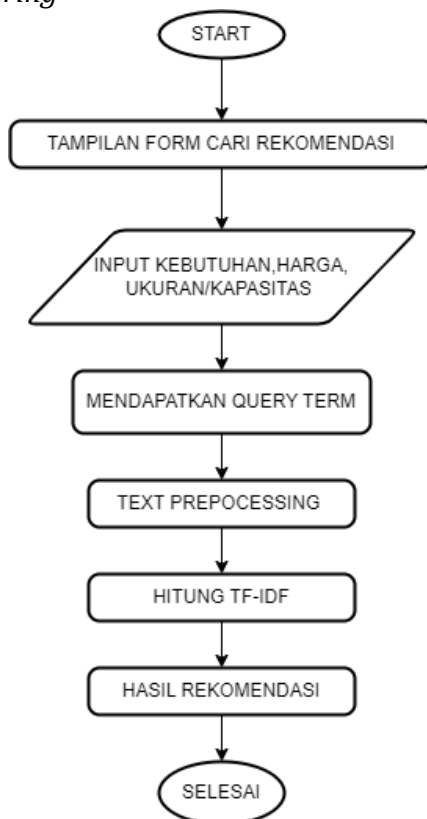 START
TAMPILAN FORM CARI REKOMENDASI
INPUT KEBUTUHAN,HARGA,
UKURAN/KAPASITAS
MENDAPATKAN QUERY TERM
TEXT PREPOCESSING
HITUNG TF-IDF
HASIL REKOMENDASI
SELESAI